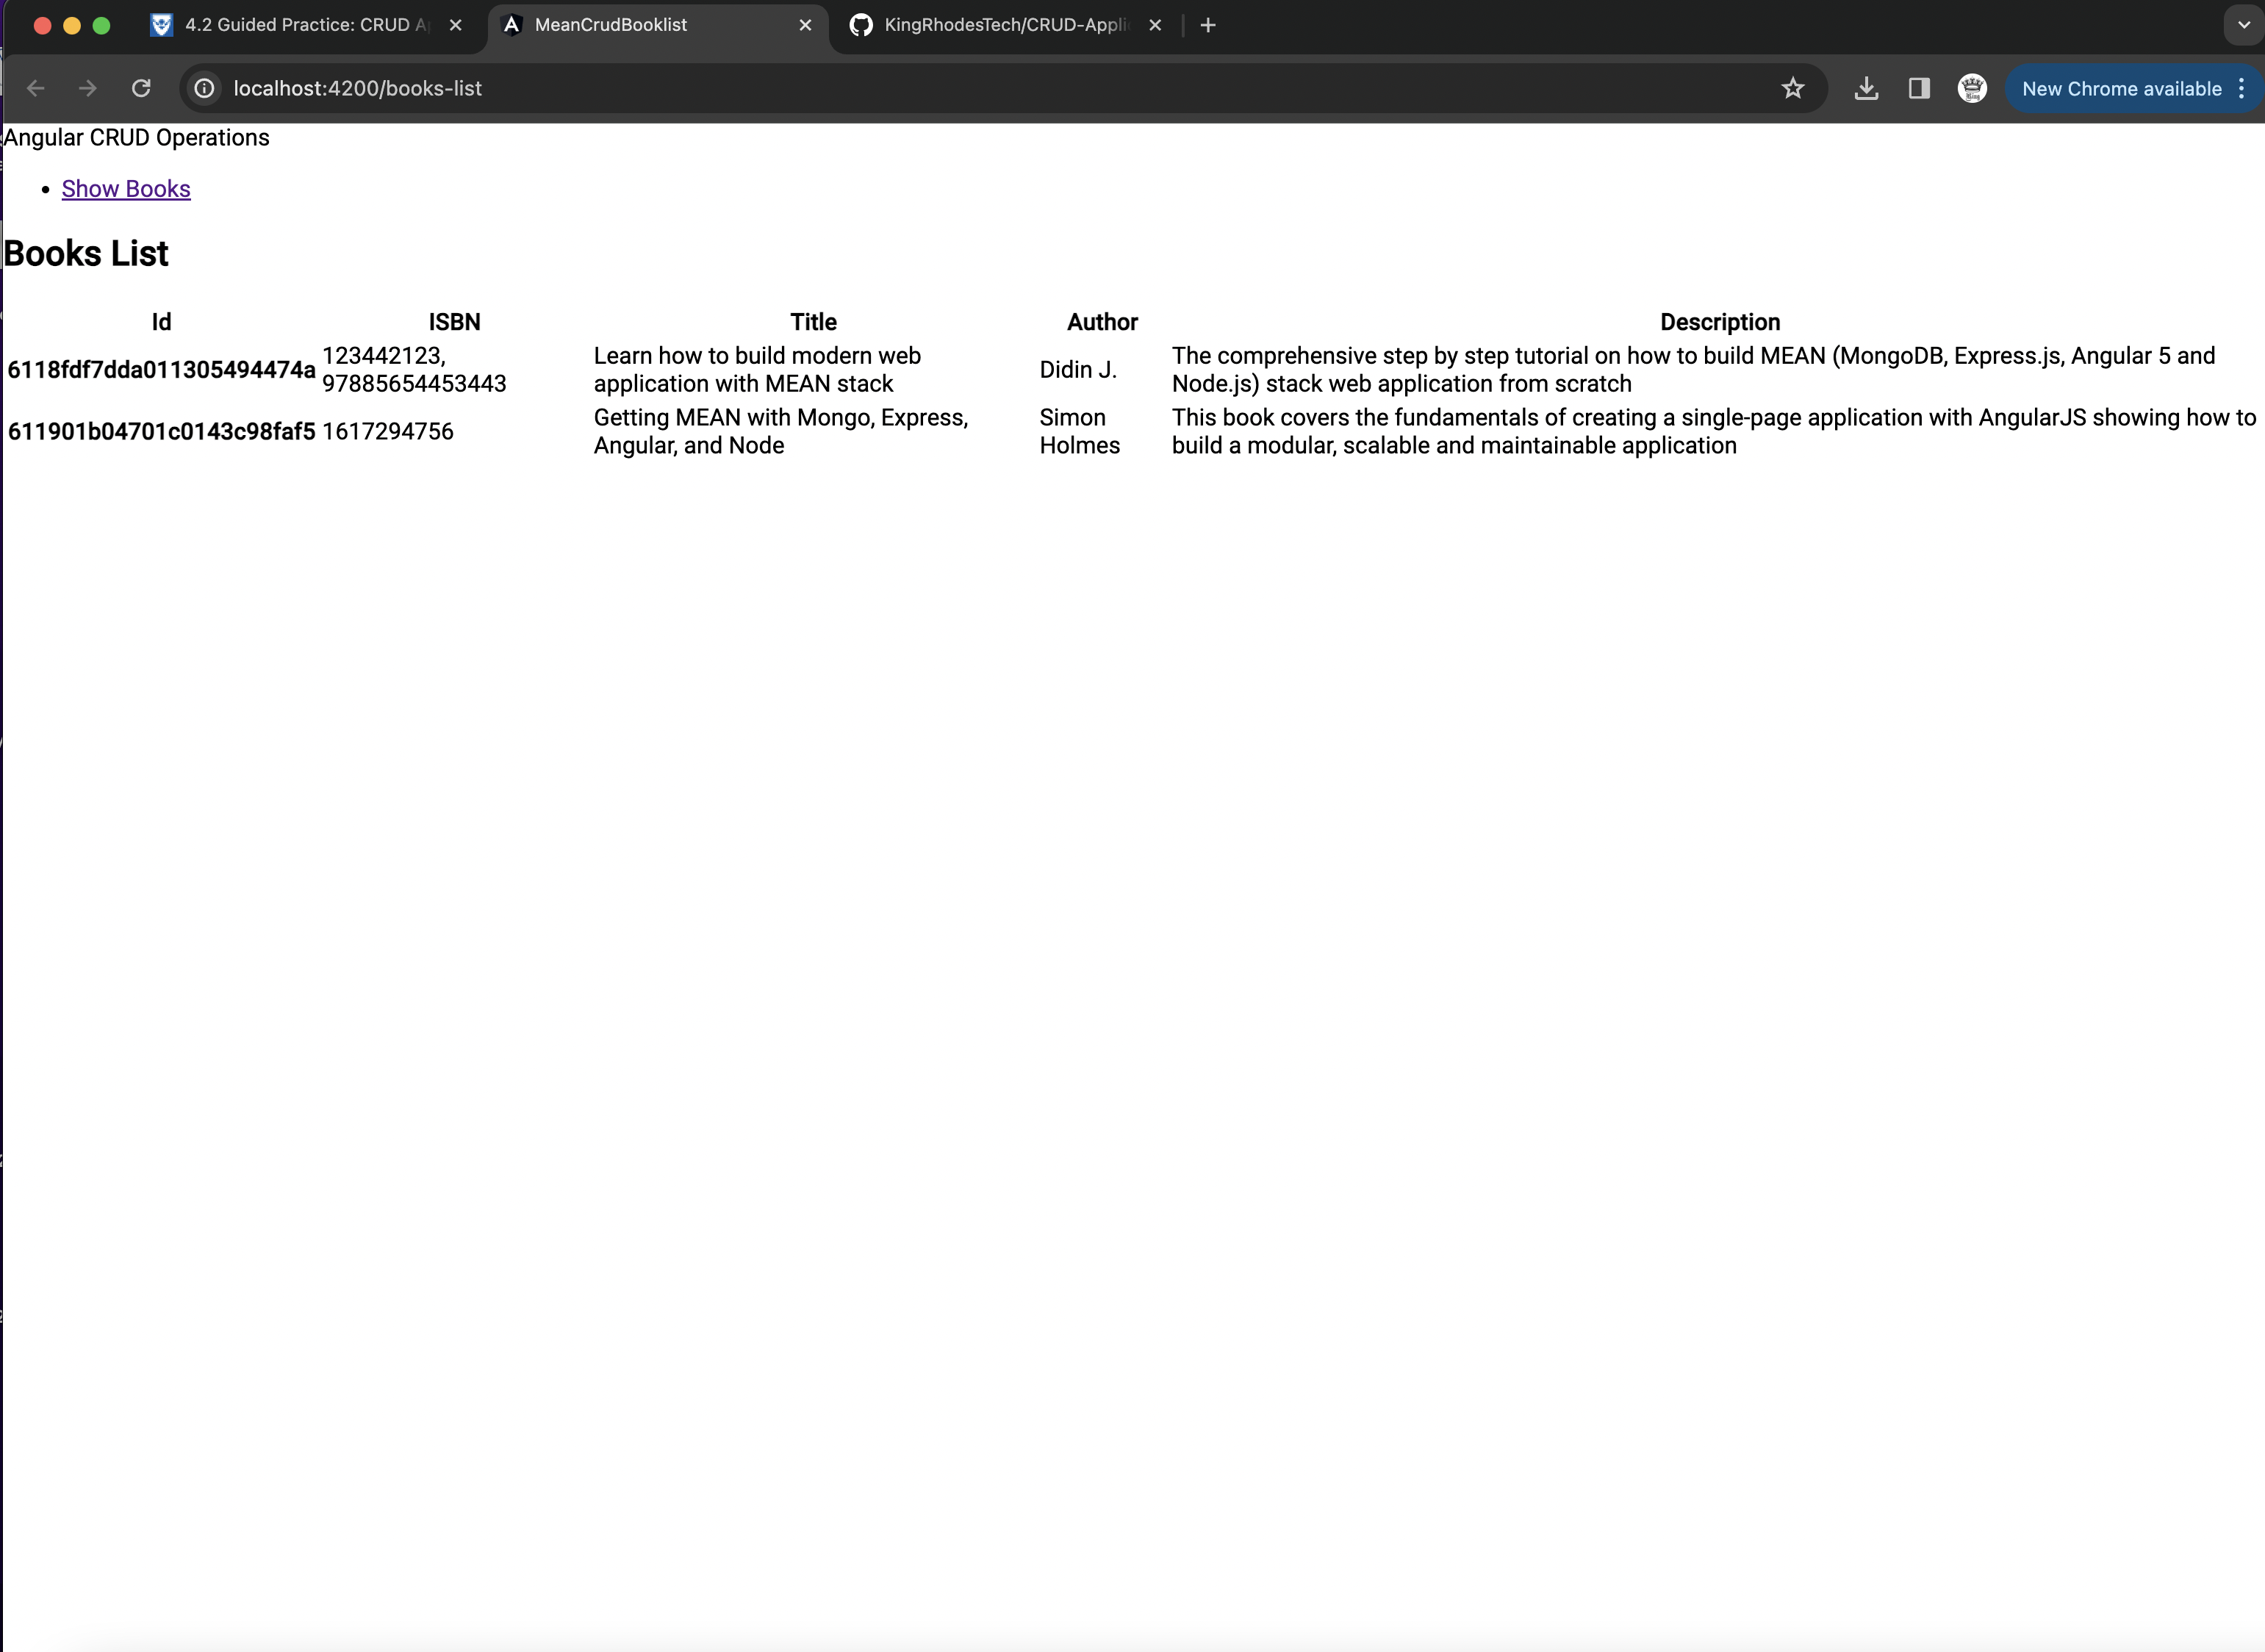 4.2 Guided Practice: CRUD A
MeanCrudBooklist
KingRhodesTech/CRUD-Appli
localhost:4200/books-list
New Chrome available
Angular CRUD Operations
Show Books
Books List
Id ISBN Title Author Description
6118fdf7dda011305494474a 123442123, 97885654453443 Learn how to build modern web application with MEAN stack Didin J. The comprehensive step by step tutorial on how to build MEAN (MongoDB, Express.js, Angular 5 and Node.js) stack web application from scratch
611901b04701c0143c98faf5 1617294756 Getting MEAN with Mongo, Express, Angular, and Node Simon Holmes This book covers the fundamentals of creating a single-page application with AngularJS showing how to build a modular, scalable and maintainable application